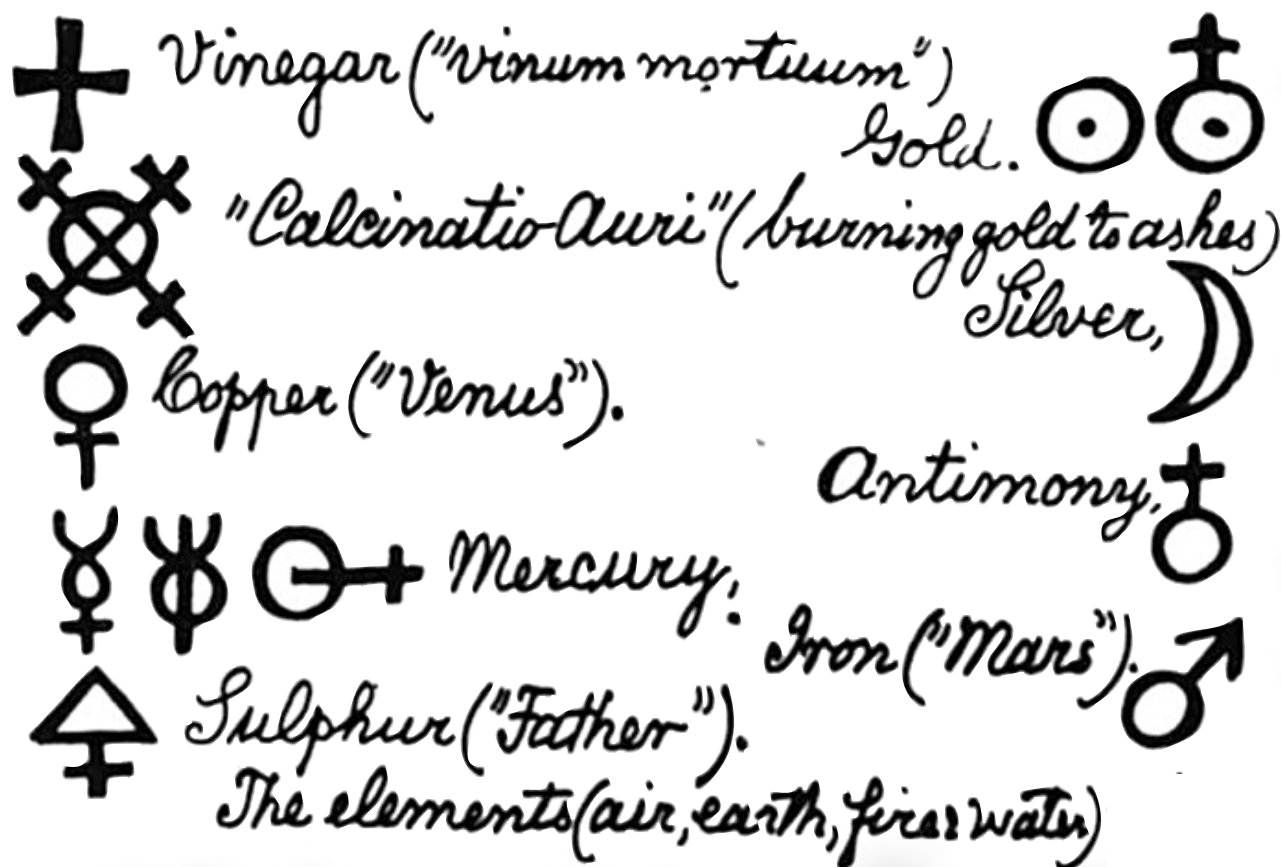 Vinegar ("vinum mortuum")
Gold.
"Calcinatio Auri" (burning gold to ashes)
Silver,
Copper ("Venus").
Antimony,
Mercury,.
Iron ("Mars").
Sulphur ("Father").
The elements (air, earth, fire & water)